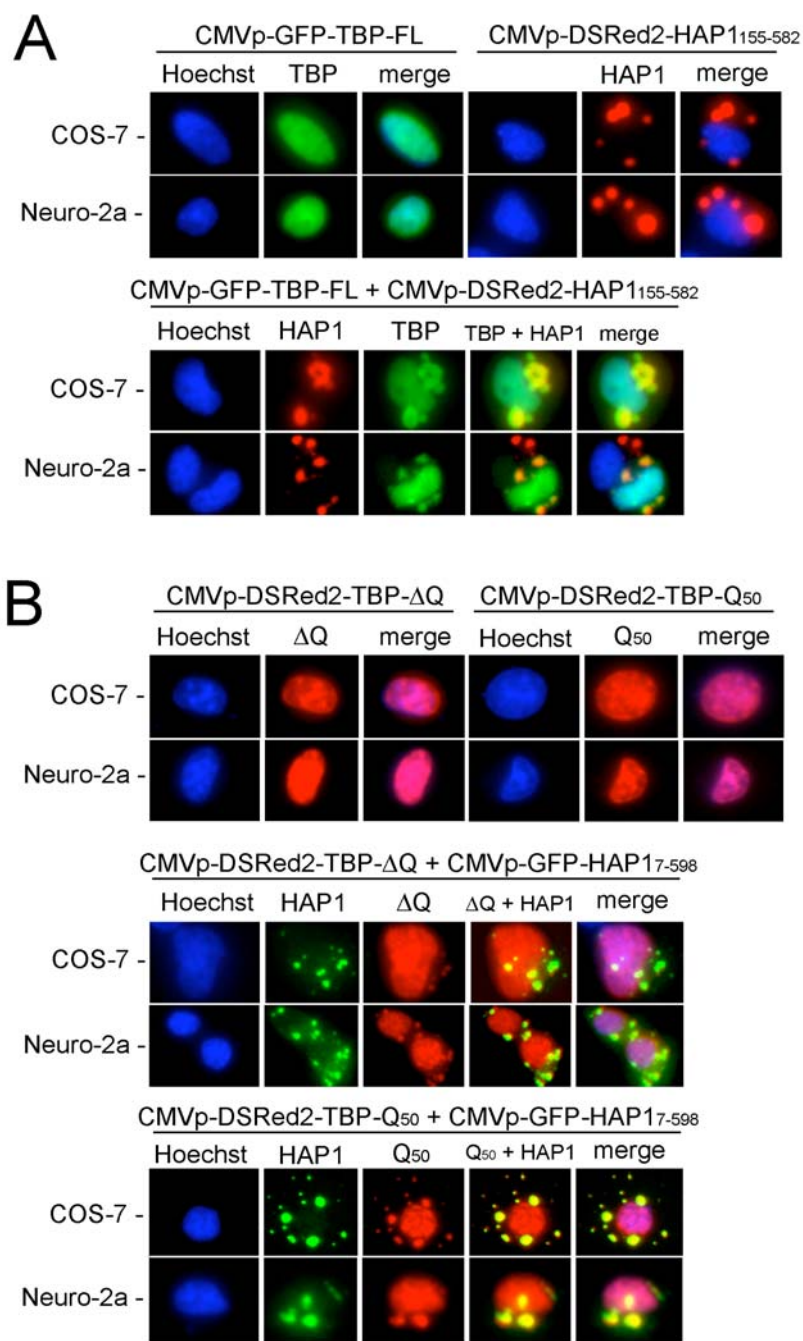 A
CMVp-GFP-TBP-FL CMVp-DSRed2-HAP1155-582
Hoechst TBP merge HAP1 merge
COS-7 -
Neuro-2a -
CMVp-GFP-TBP-FL + CMVp-DSRed2-HAP1155-582
Hoechst HAP1 TBP TBP + HAP1 merge
COS-7 -
Neuro-2a -
B
CMVp-DSRed2-TBP-ΔQ CMVp-DSRed2-TBP-Q50
Hoechst ΔQ merge Hoechst Q50 merge
COS-7 -
Neuro-2a -
CMVp-DSRed2-TBP-ΔQ + CMVp-GFP-HAP17-598
Hoechst HAP1 ΔQ ΔQ + HAP1 merge
COS-7 -
Neuro-2a -
CMVp-DSRed2-TBP-Q50 + CMVp-GFP-HAP17-598
Hoechst HAP1 Q50 Q50 + HAP1 merge
COS-7 -
Neuro-2a -